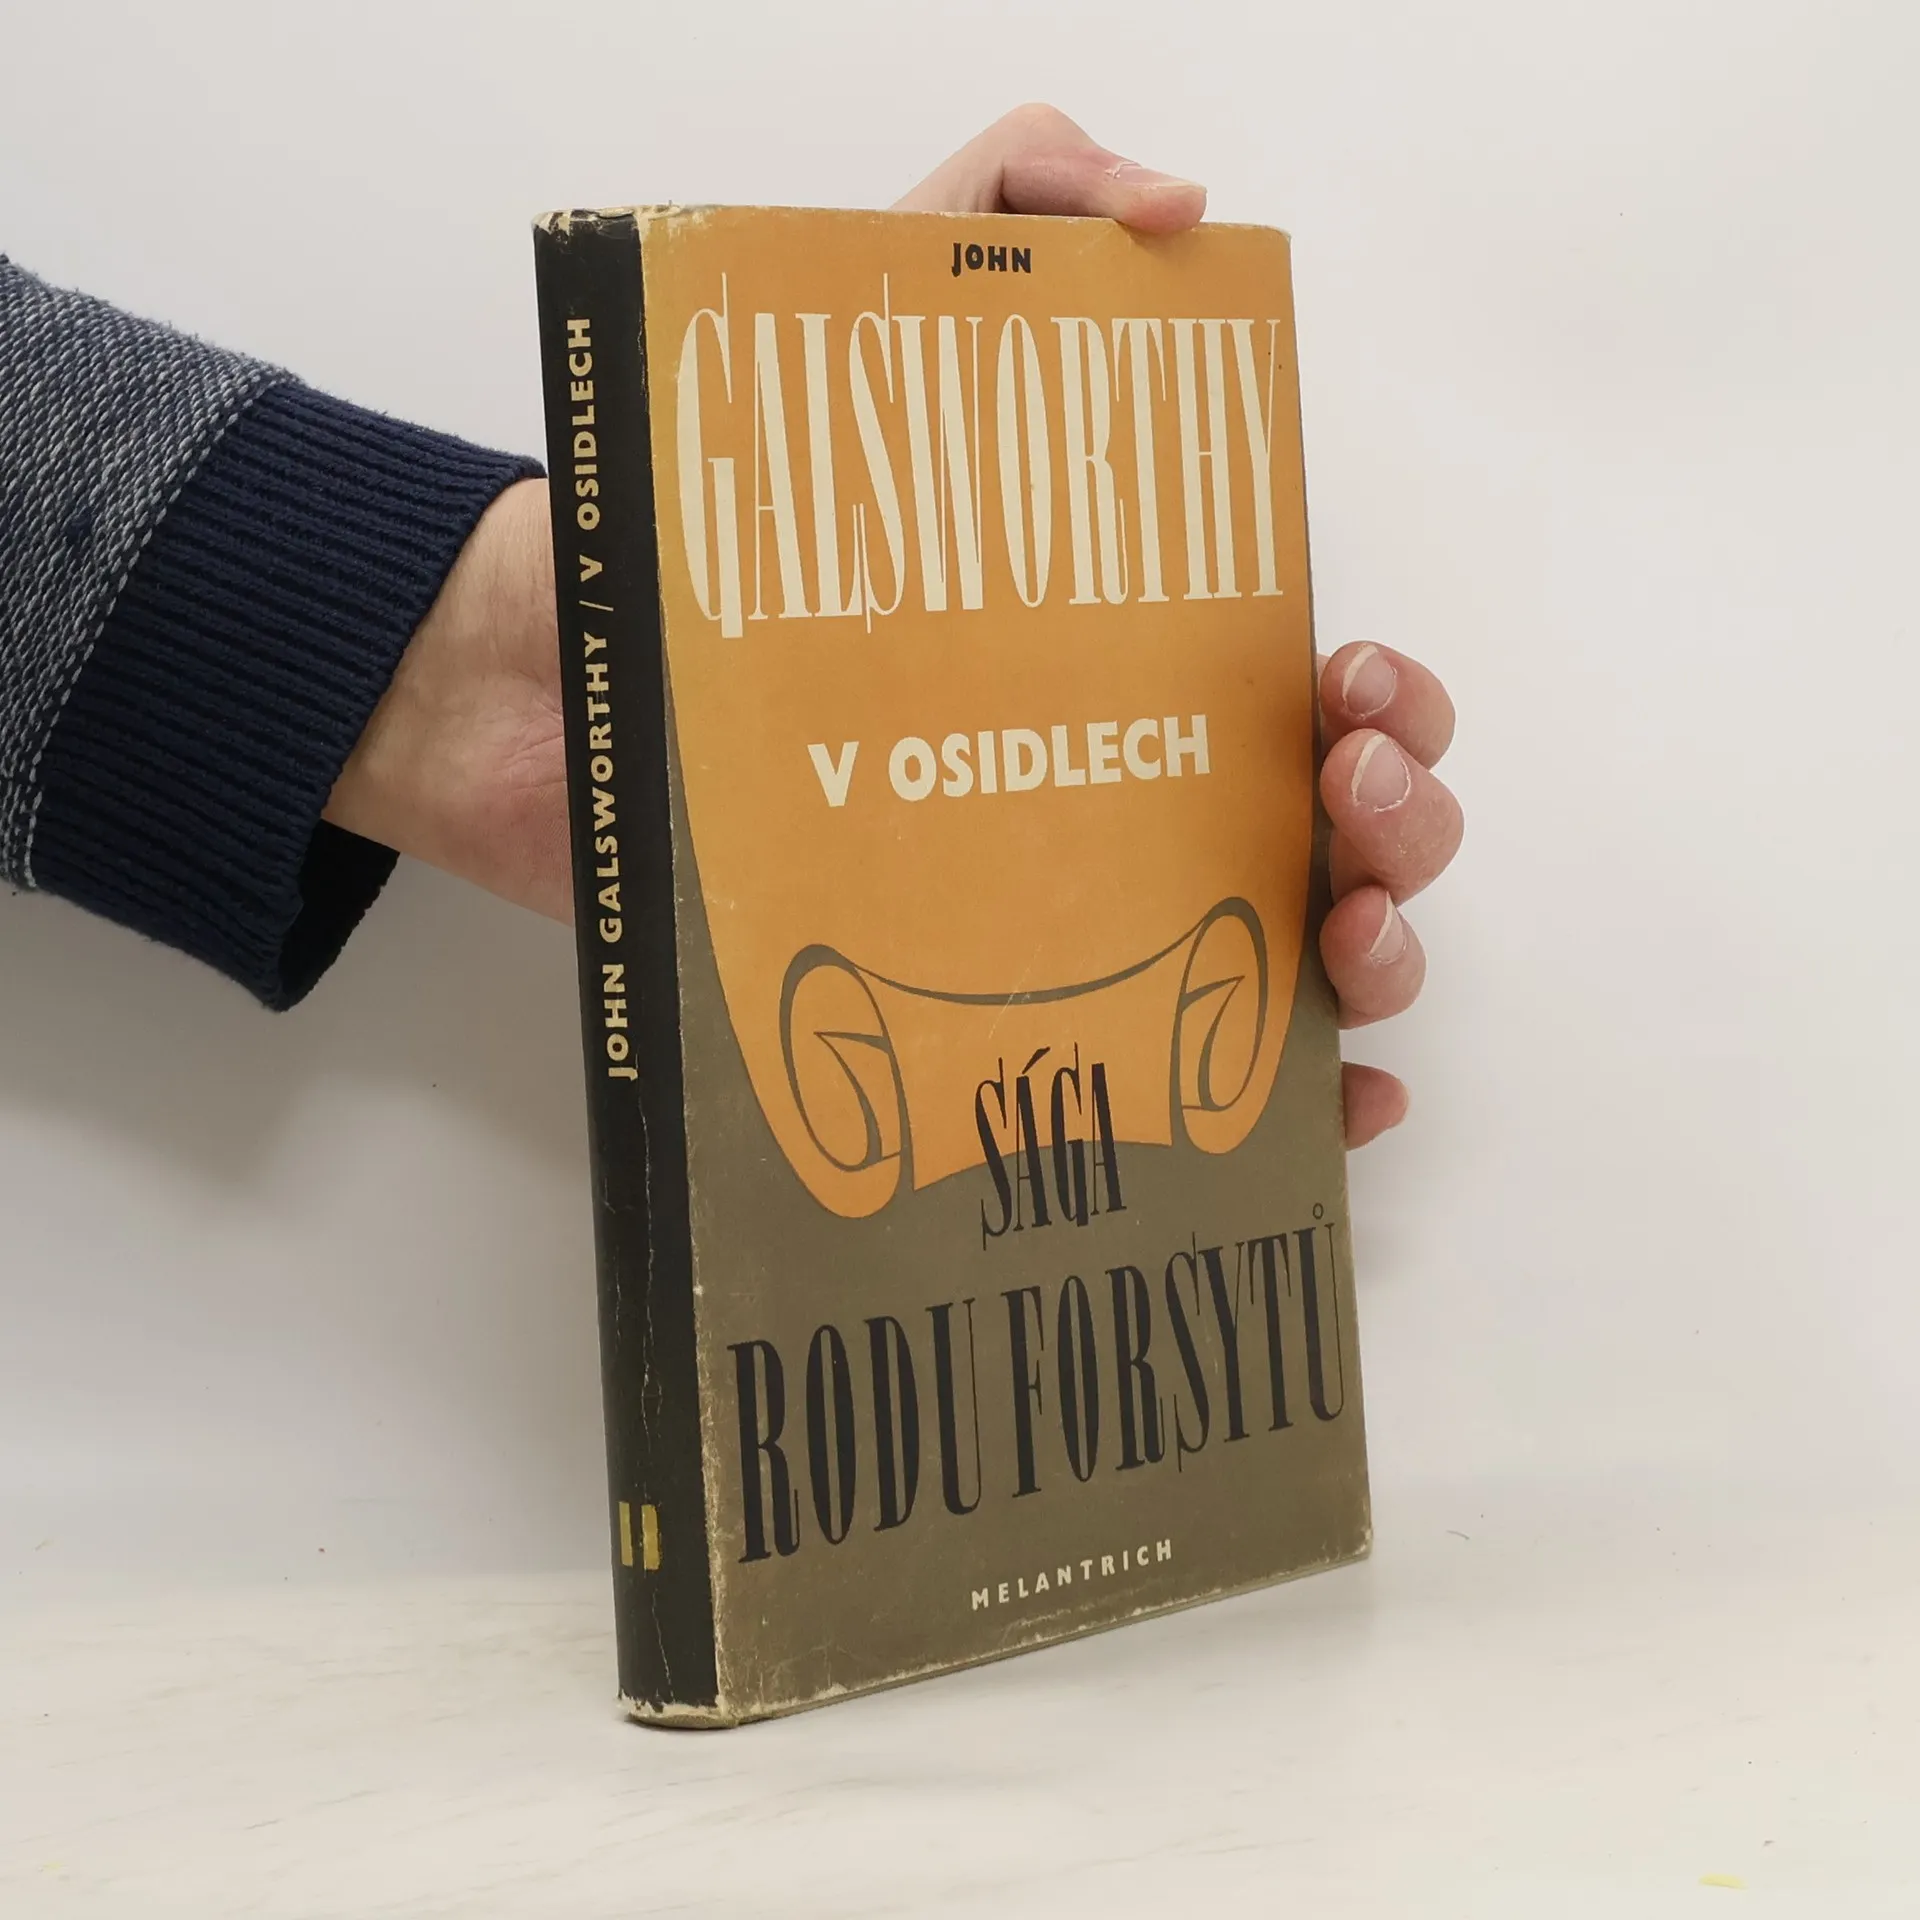 JOHN
GALSWORTHY
V OSIDLECH
SÁGA
RODU FORSYTŮ
MELANTRICH
JOHN GALSWORTHY / V OSIDLECH
II